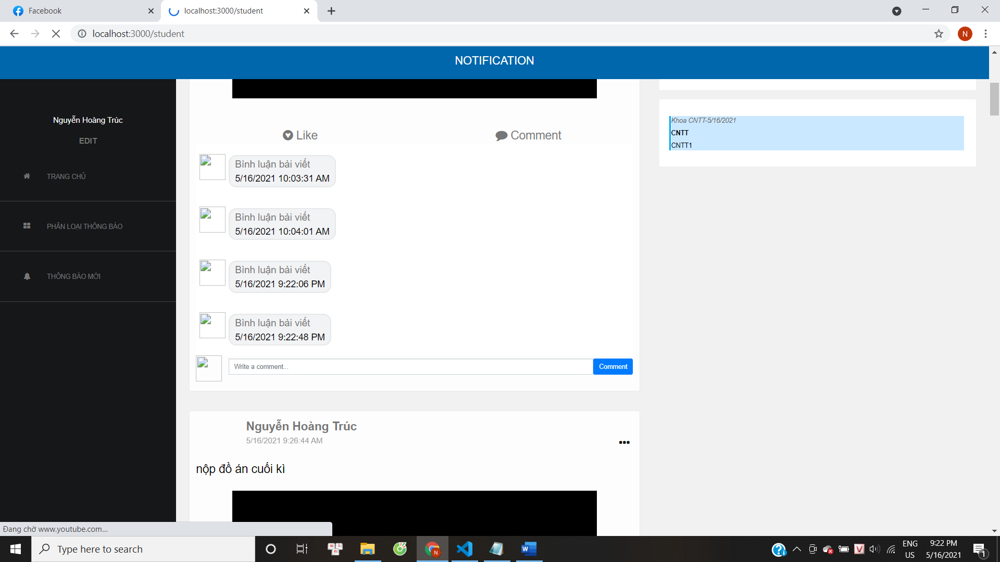 Facebook
localhost:3000/student
localhost:3000/student
N
NOTIFICATION
Nguyễn Hoàng Trúc
EDIT
TRANG CHỦ
PHÂN LOẠI THÔNG BÁO
THÔNG BÁO MỚI
Like
Comment
Bình luận bài viết
5/16/2021 10:03:31 AM
Bình luận bài viết
5/16/2021 10:04:01 AM
Bình luận bài viết
5/16/2021 9:22:06 PM
Bình luận bài viết
5/16/2021 9:22:48 PM
Write a comment...
Comment
Nguyễn Hoàng Trúc
5/16/2021 9:26:44 AM
nộp đồ án cuối kì
Khoa CNTT-5/16/2021
CNTT
CNTT1
Đang chờ www.youtube.com...
Type here to search
ENG
US
9:22 PM
5/16/2021
1